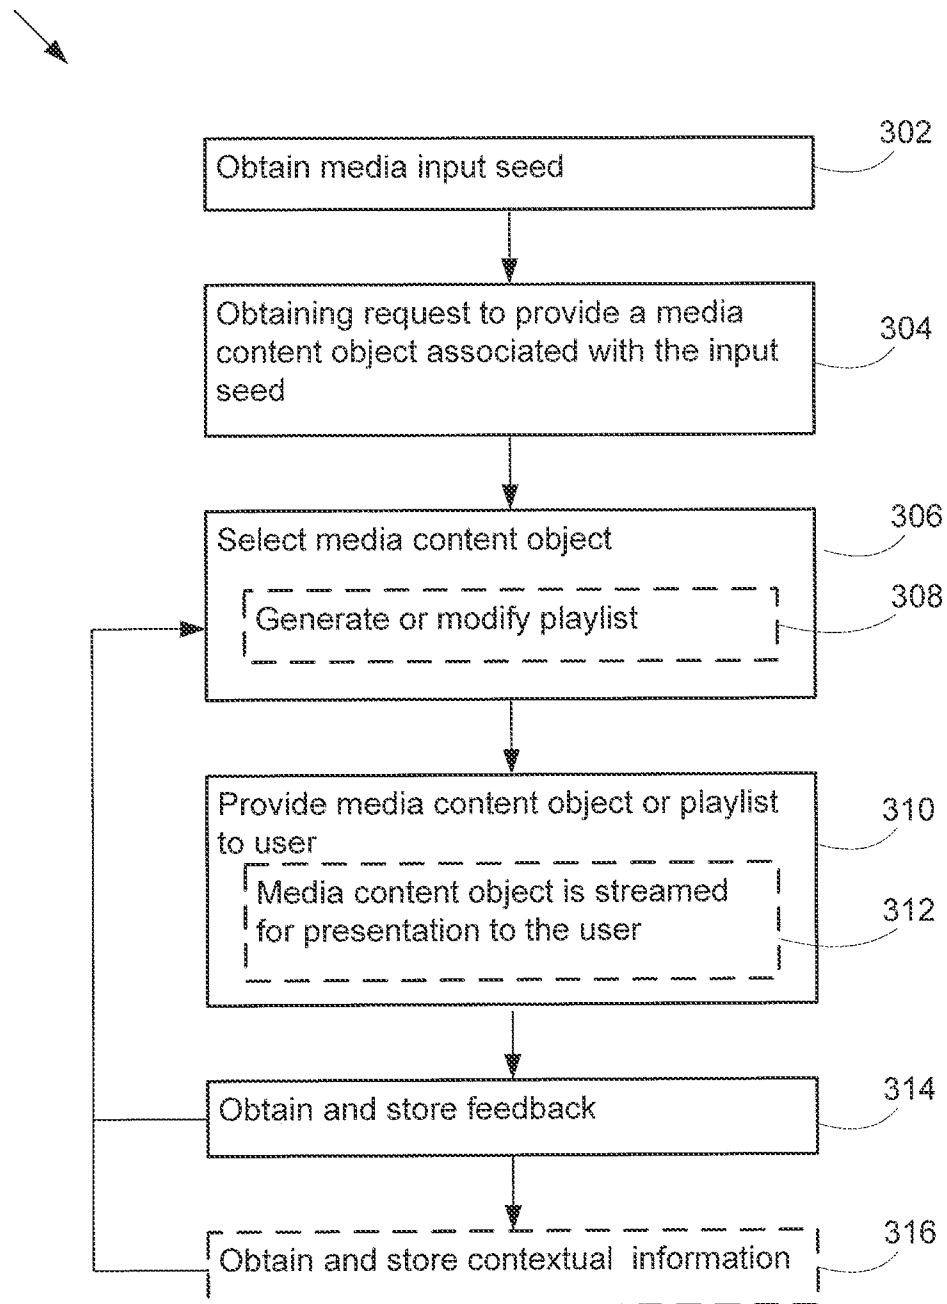 302
Obtain media input seed
Obtaining request to provide a media
content object associated with the input
seed
304
306
Select media content object
308
Generate or modify playlist
Provide media content object or playlist
to user
310
Media content object is streamed
for presentation to the user
312
314
Obtain and store feedback
316
Obtain and store contextual information